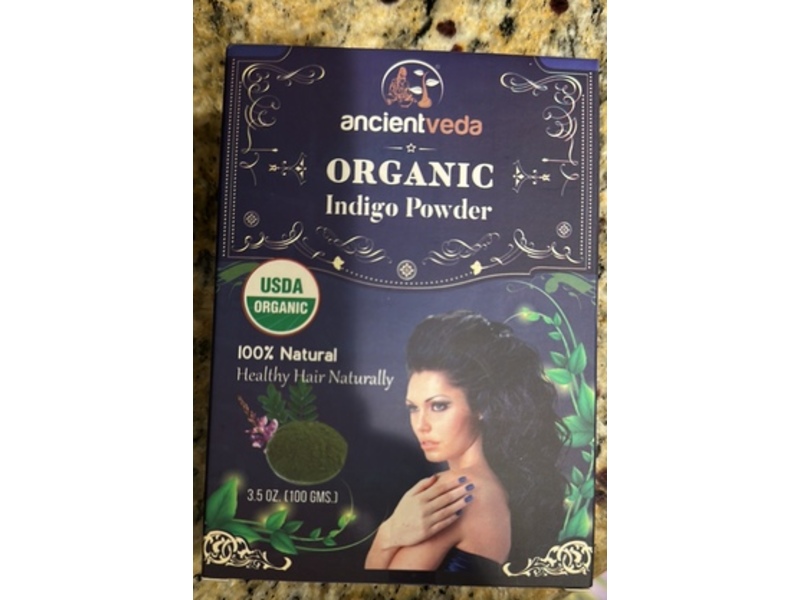 ancientveda
ORGANIC
Indigo Powder
USDA
ORGANIC
100% Natural
Healthy Hair Naturally
3.5 OZ. (100 GMS.)